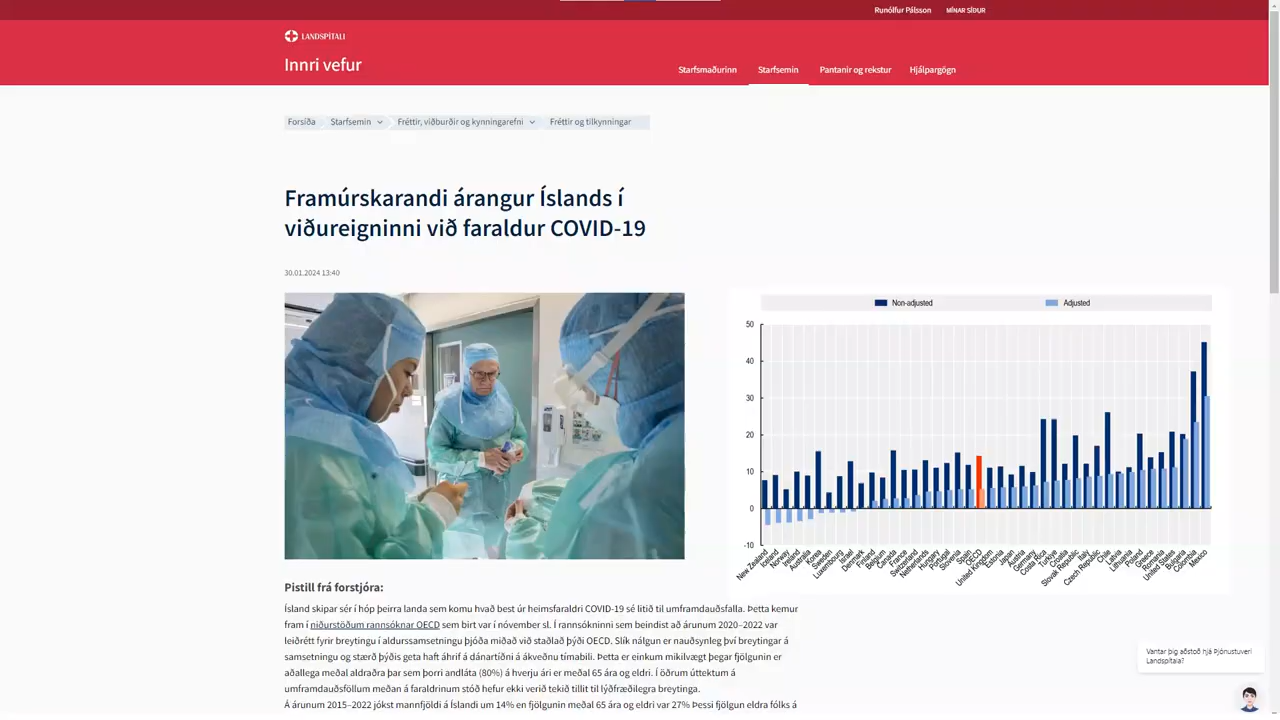 Runólfur Pálsson MÍNAR SÍÐUR
LANDSPÍTALI
Innri vefur
Starfsmaðurinn Starfsemin Pantanir og rekstur Hjálpargögn
Forsíða Starfsemin Fréttir, viðburðir og kynningarefni Fréttir og tilkynningar
Framúrskarandi árangur Íslands í
viðureigninni við faraldur COVID-19
30.01.2024 13:40
Non-adjusted Adjusted
50
40
30
20
10
0
-10
New Zealand
Iceland
Norway
Ireland
Australia
Korea
Sweden
Luxembourg
Israel
Denmark
Finland
Belgium
Canada
France
Switzerland
Netherlands
Hungary
Portugal
Slovenia
Spain
OECD
United Kingdom
Estonia
Japan
Austria
Germany
Costa Rica
Türkiye
Croatia
Slovak Republic
Italy
Czech Republic
Chile
Latvia
Lithuania
Poland
Greece
Romania
United States
Bulgaria
Colombia
Mexico
Pistill frá forstjóra:
Ísland skipar sér í hóp þeirra landa sem komu hvað best úr heimsfaraldri COVID-19 sé litið til umframdauðsfalla. Þetta kemur
fram í niðurstöðum rannsóknar OECD sem birt var í nóvember sl. Í rannsókninni sem beindist að árunum 2020–2022 var
leiðrétt fyrir breytingu í aldurssamsetningu þjóða miðað við staðlað þýði OECD. Slík nálgun er nauðsynleg því breytingar á
samsetningu og stærð þýðis geta haft áhrif á dánartíðni á ákveðnu tímabili. Þetta er einkum mikilvægt þegar fjölgunin er
aðallega meðal aldraðra þar sem þorri andláta (80%) á hverju ári er meðal 65 ára og eldri. Í öðrum úttektum á
umframdauðsföllum meðan á faraldrinum stóð hefur ekki verið tekið tillit til lýðfræðilegra breytinga.
Á árunum 2015–2022 jókst mannfjöldi á Íslandi um 14% en fjölgunin meðal 65 ára og eldri var 27% Þessi fjölgun eldra fólks á
Vantar þig aðstoð hjá Þjónustuveri
Landspítala?